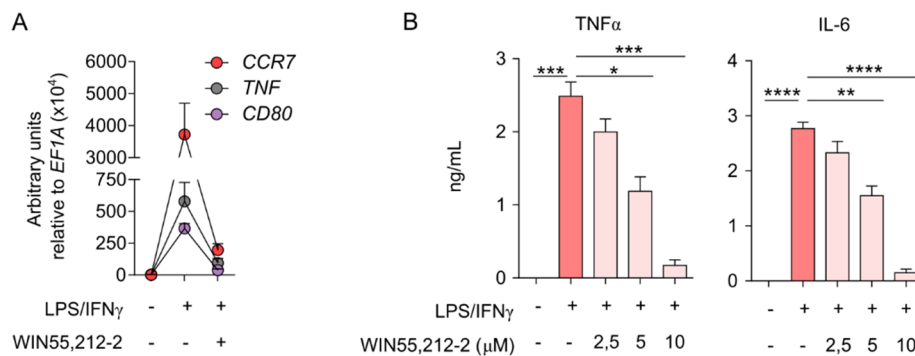 A
Arbitrary units
relative to EF1A (x10⁴)
6000
5000
4000
3000
750
500
250
0
CCR7
TNF
CD80
LPS/IFNγ - + +
WIN55,212-2 - - +
B
TNFα
ng/mL
3
2
1
0
***
***
*
LPS/IFNγ - + + + +
WIN55,212-2 (μM) - - 2,5 5 10
IL-6
4
3
2
1
0
****
****
**
- + + + +
- - 2,5 5 10